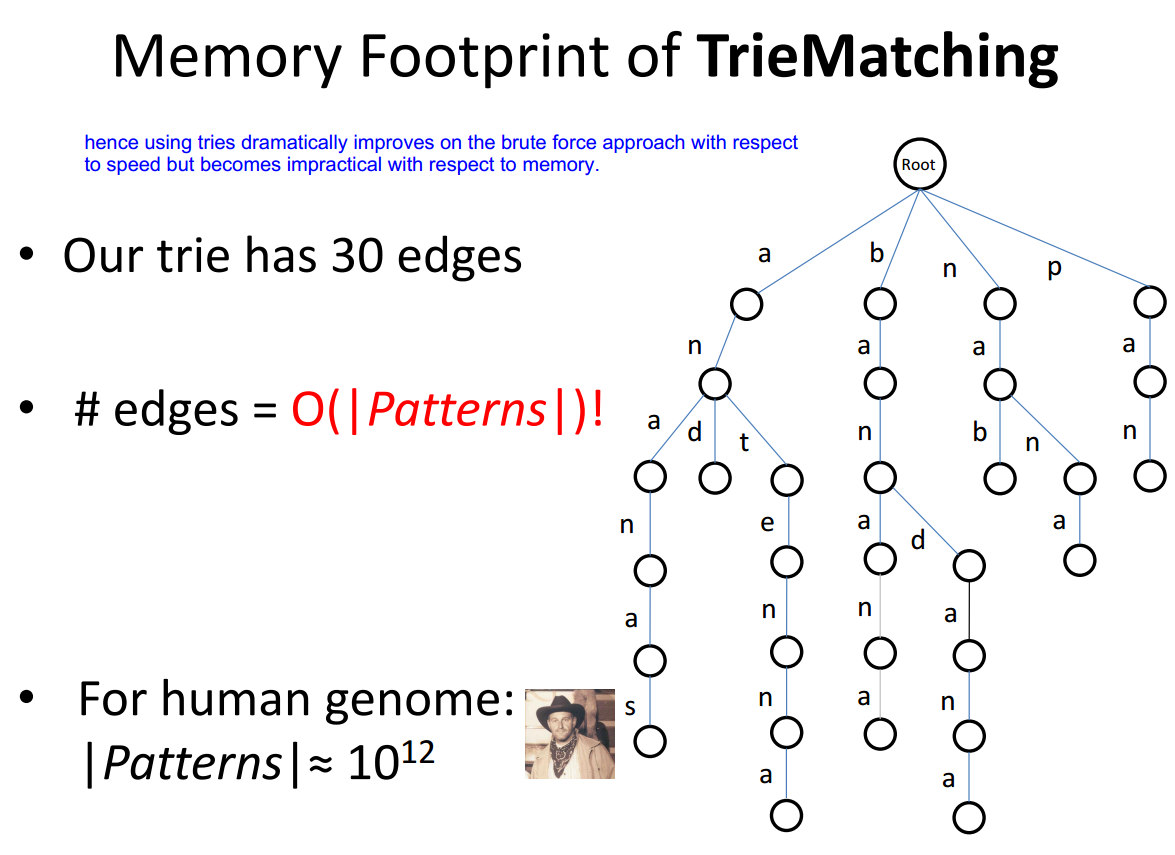 Memory Footprint of TrieMatching
hence using tries dramatically improves on the brute force approach with respect
to speed but becomes impractical with respect to memory.
• Our trie has 30 edges
• # edges = O(|Patterns|)!
• For human genome:
|Patterns|≈ 10¹²
Root
a b n p
n a a a
a d t n b n n
n e a d a
a n n a
s n a n
a a